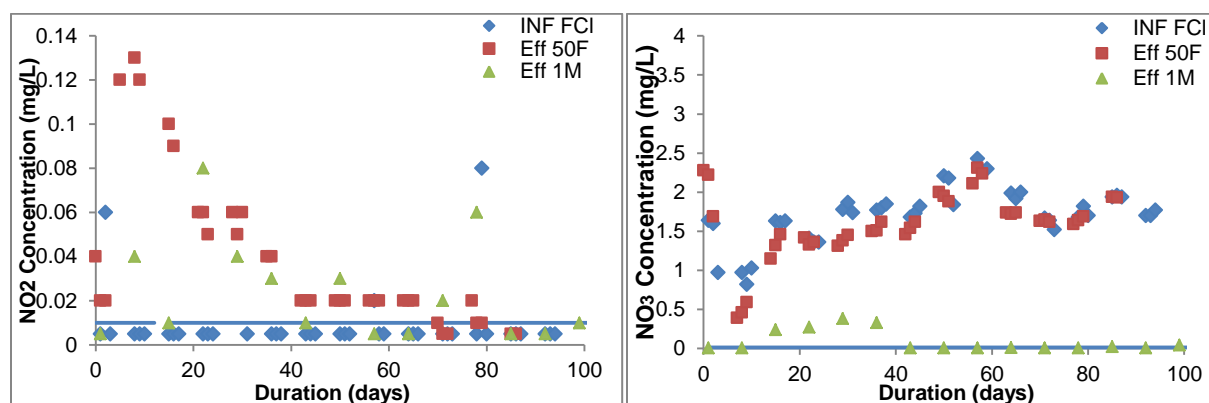 INF FCl
Eff 50F
Eff 1M
NO2 Concentration (mg/L)
0.14
0.12
0.1
0.08
0.06
0.04
0.02
0
0 20 40 60 80 100
Duration (days)
INF FCl
Eff 50F
Eff 1M
NO3 Concentration (mg/L)
4
3.5
3
2.5
2
1.5
1
0.5
0
0 20 40 60 80 100
Duration (days)